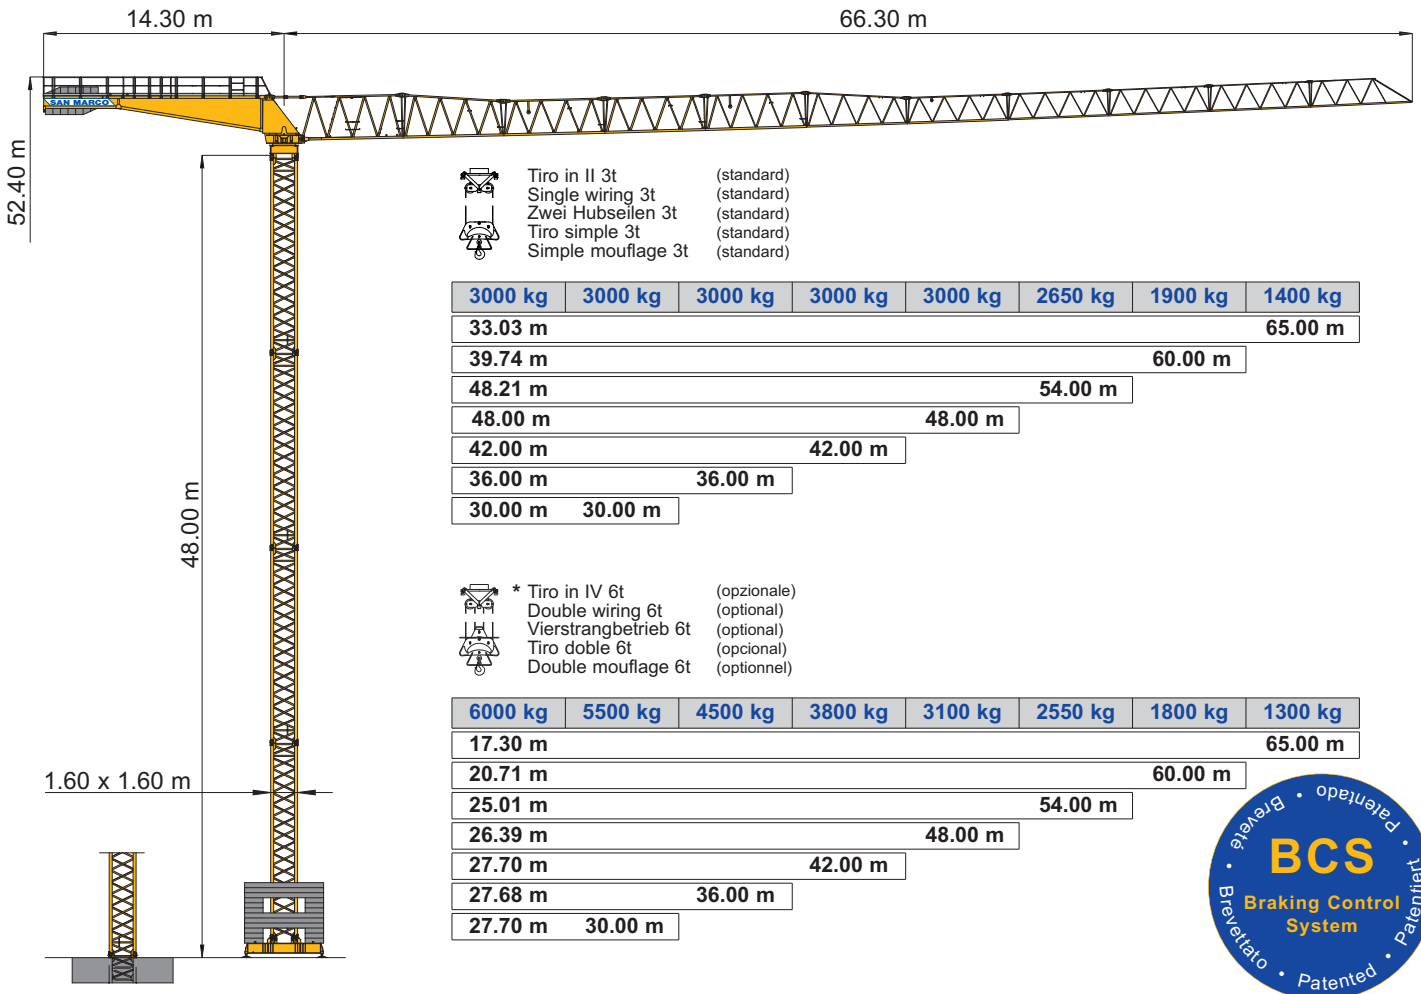 14.30 m
66.30 m
SAN MARCO
52.40 m
48.00 m
1.60 x 1.60 m
Tiro in II 3t (standard)
Single wiring 3t (standard)
Zwei Hubseilen 3t (standard)
Tiro simple 3t (standard)
Simple mouflage 3t (standard)
3000 kg 3000 kg 3000 kg 3000 kg 3000 kg 2650 kg 1900 kg 1400 kg
33.03 m 65.00 m
39.74 m 60.00 m
48.21 m 54.00 m
48.00 m 48.00 m
42.00 m 42.00 m
36.00 m 36.00 m
30.00 m 30.00 m
* Tiro in IV 6t (opzionale)
Double wiring 6t (optional)
Vierstrangbetrieb 6t (optional)
Tiro doble 6t (opcional)
Double mouflage 6t (optionnel)
6000 kg 5500 kg 4500 kg 3800 kg 3100 kg 2550 kg 1800 kg 1300 kg
17.30 m 65.00 m
20.71 m 60.00 m
25.01 m 54.00 m
26.39 m 48.00 m
27.70 m 42.00 m
27.68 m 36.00 m
27.70 m 30.00 m
BCS
Braking Control
System
Brevettato • Patented • Patentiert • Patentado • Breveté •